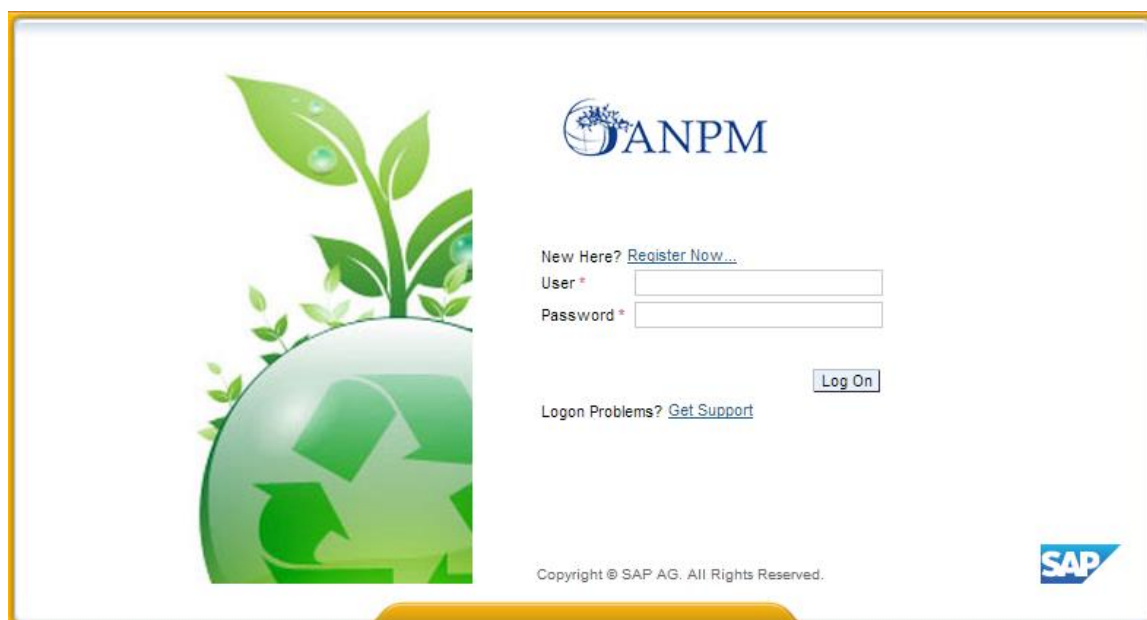 ANPM
New Here? Register Now...
User *
Password *
Log On
Logon Problems? Get Support
Copyright © SAP AG. All Rights Reserved.
SAP